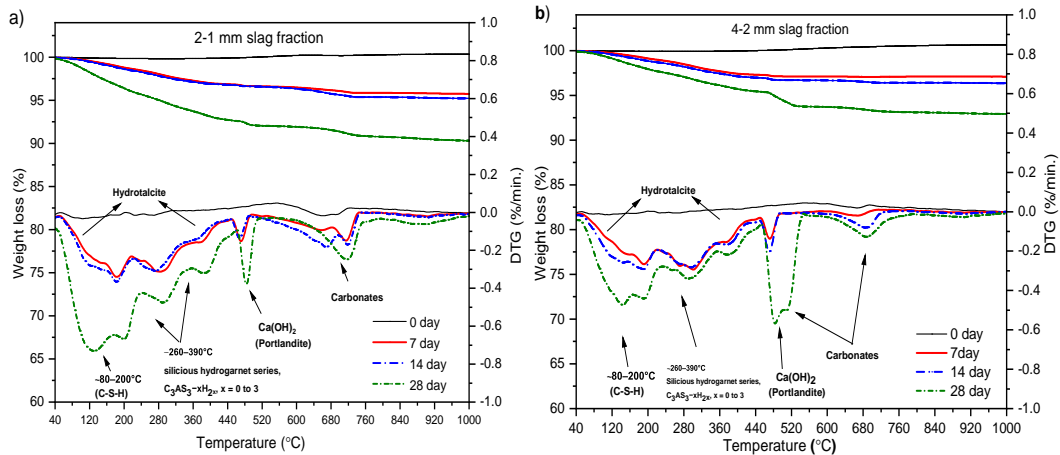 a)
2-1 mm slag fraction
Weight loss (%)
100
95
90
85
80
75
70
65
60
1.0
0.8
0.6
0.4
0.2
0.0
-0.2
-0.4
-0.6
-0.8
-1.0
DTG (%/min.)
Hydrotalcite
Carbonates
Ca(OH)₂
(Portlandite)
~80–200°C
(C-S-H)
~260–390°C
silicious hydrogarnet series,
C₃AS₃−xH₂ₓ, x = 0 to 3
0 day
7 day
14 day
28 day
40 120 200 280 360 440 520 600 680 760 840 920 1000
Temperature (°C)
b)
4-2 mm slag fraction
Weight loss (%)
100
95
90
85
80
75
70
65
60
1.0
0.8
0.6
0.4
0.2
0.0
-0.2
-0.4
-0.6
-0.8
-1.0
DTG (%/min.)
Hydrotalcite
Carbonates
Ca(OH)₂
(Portlandite)
~80–200°C
(C-S-H)
~260–390°C
silicious hydrogarnet series,
C₃AS₃−xH₂ₓ, x = 0 to 3
0 day
7day
14 day
28 day
40 120 200 280 360 440 520 600 680 760 840 920 1000
Temperature (°C)